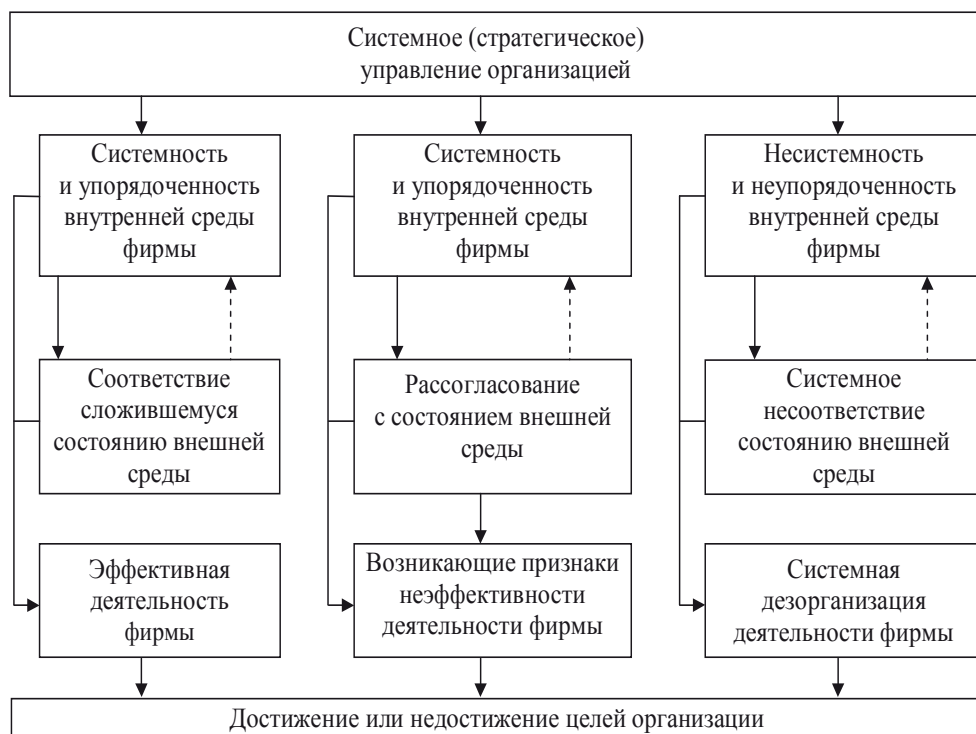 Системное (стратегическое)
управление организацией
Системность
и упорядоченность
внутренней среды
фирмы
Системность
и упорядоченность
внутренней среды
фирмы
Несистемность
и неупорядоченность
внутренней среды
фирмы
Соответствие
сложившемуся
состоянию внешней
среды
Рассогласование
с состоянием внешней
среды
Системное
несоответствие
состоянию внешней
среды
Эффективная
деятельность
фирмы
Возникающие признаки
неэффективности
деятельности фирмы
Системная
дезорганизация
деятельности фирмы
Достижение или недостижение целей организации